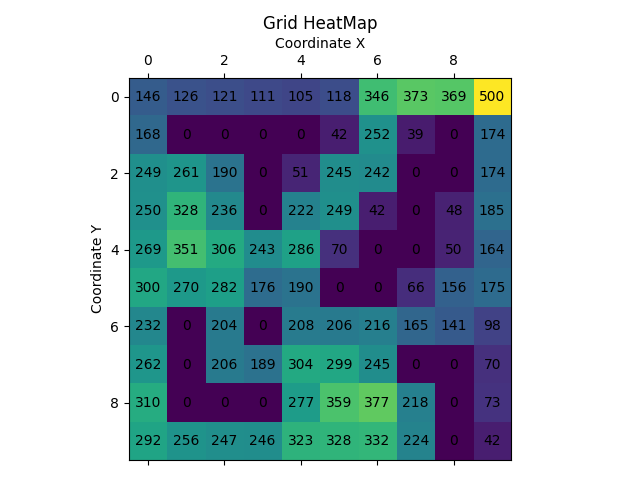 Grid HeatMap
Coordinate X
0 2 4 6 8
0 146 126 121 111 105 118 346 373 369 500
168 0 0 0 0 42 252 39 0 174
2 249 261 190 0 51 245 242 0 0 174
250 328 236 0 222 249 42 0 48 185
4 269 351 306 243 286 70 0 0 50 164
300 270 282 176 190 0 0 66 156 175
6 232 0 204 0 208 206 216 165 141 98
262 0 206 189 304 299 245 0 0 70
8 310 0 0 0 277 359 377 218 0 73
292 256 247 246 323 328 332 224 0 42
Coordinate Y